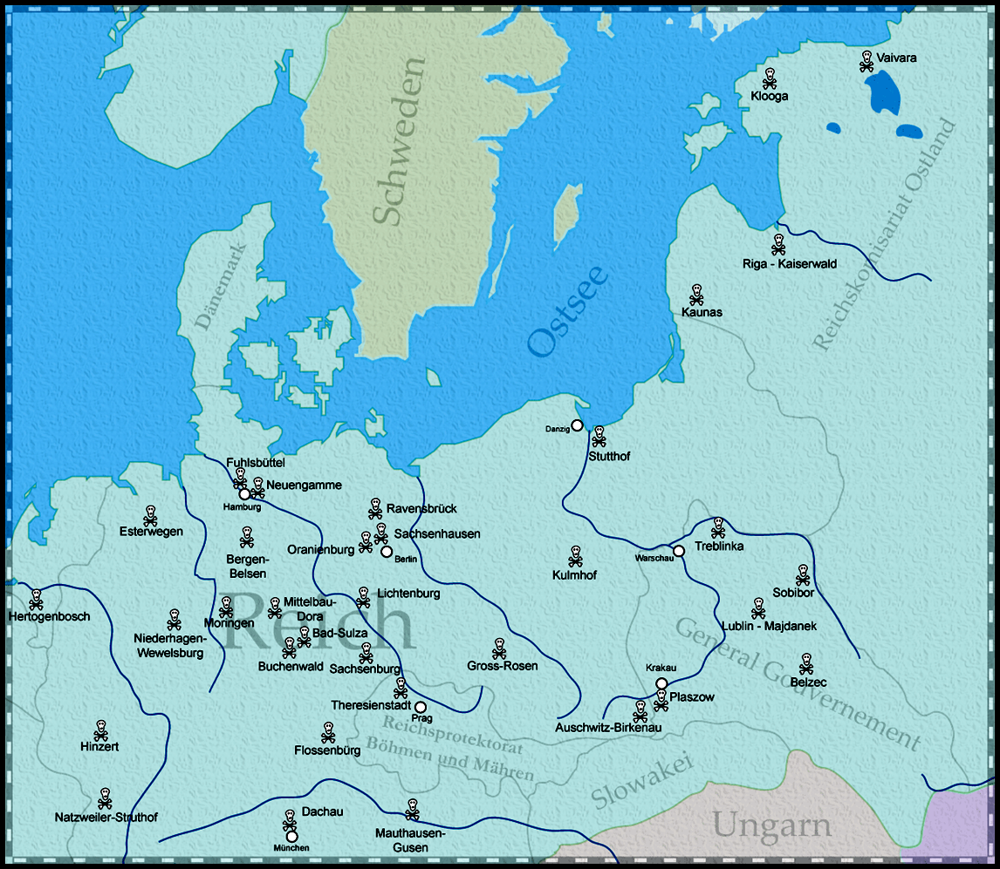 Vaivara
Klooga
Schweden
Reichskomisariat Ostland
Riga - Kaiserwald
Dänemark
Ostsee
Kaunas
Danzig
Stutthof
Fuhlsbüttel
Neuengamme
Hamburg
Ravensbrück
Esterwegen
Sachsenhausen
Oranienburg
Berlin
Bergen-
Belsen
Treblinka
Warschau
Kulmhof
Sobibor
Lichtenburg
Hertogenbosch
Mittelbau-
Dora
Moringen
Reich
Niederhagen-
Wewelsburg
Bad-Sulza
Lublin - Majdanek
General Gouvernement
Buchenwald
Sachsenburg
Gross-Rosen
Krakau
Belzec
Plaszow
Theresienstadt
Prag
Auschwitz-Birkenau
Reichsprotektorat
Böhmen und Mähren
Hinzert
Flossenbürg
Slowakei
Natzweiler-Struthof
Dachau
München
Mauthausen-
Gusen
Ungarn